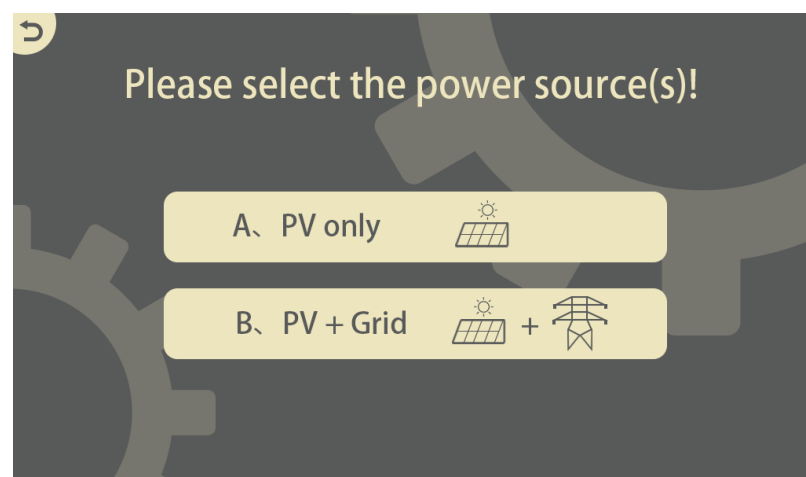 Please select the power source(s)!
A、PV only
B、PV + Grid +